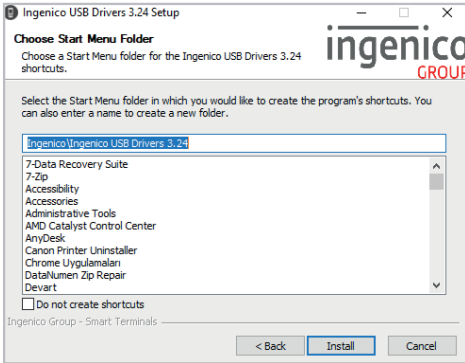 Ingenico USB Drivers 3.24 Setup
Choose Start Menu Folder
Choose a Start Menu folder for the Ingenico USB Drivers 3.24
shortcuts.
ingenico
GROUP
Select the Start Menu folder in which you would like to create the program's shortcuts. You
can also enter a name to create a new folder.
Ingenico\Ingenico USB Drivers 3.24
7-Data Recovery Suite
7-Zip
Accessibility
Accessories
Administrative Tools
AMD Catalyst Control Center
AnyDesk
Canon Printer Uninstaller
Chrome Uygulamaları
DataNumen Zip Repair
Devart
Do not create shortcuts
Ingenico Group - Smart Terminals
< Back
Install
Cancel